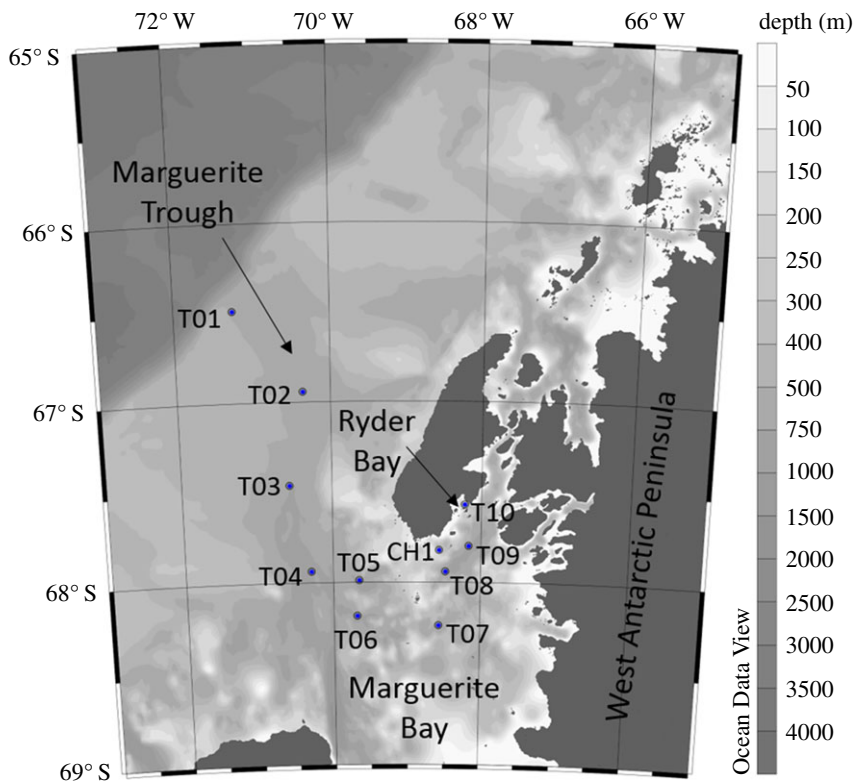 72° W 70° W 68° W 66° W depth (m)
65° S
50
100
Marguerite
Trough
150
200
66° S
250
300
T01
400
T02
500
67° S
Ryder
Bay
750
1000
T03
T10
1500
CH1
T09
2000
T04
T05
T08
68° S
2500
T06
T07
3000
Marguerite
Bay
3500
4000
69° S
West Antarctic Peninsula
Ocean Data View